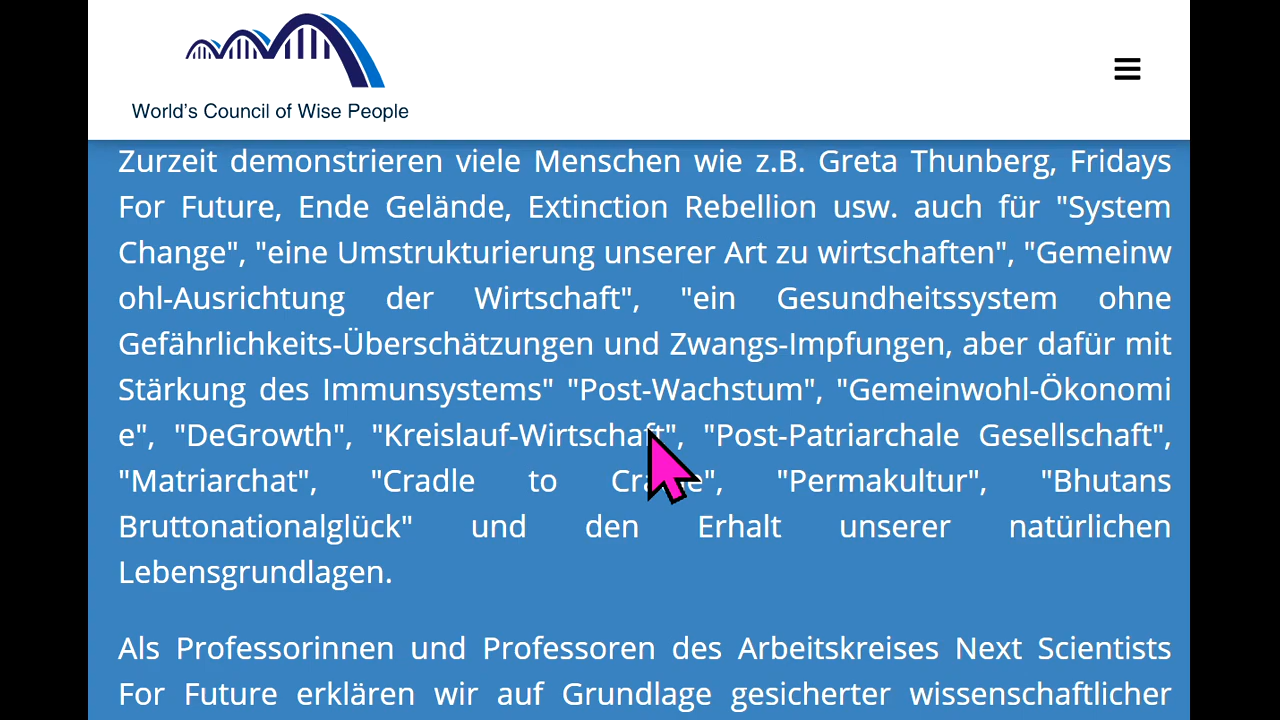 World's Council of Wise People
Zurzeit demonstrieren viele Menschen wie z.B. Greta Thunberg, Fridays
For Future, Ende Gelände, Extinction Rebellion usw. auch für "System
Change", "eine Umstrukturierung unserer Art zu wirtschaften", "Gemeinw
ohl-Ausrichtung der Wirtschaft", "ein Gesundheitssystem ohne
Gefährlichkeits-Überschätzungen und Zwangs-Impfungen, aber dafür mit
Stärkung des Immunsystems" "Post-Wachstum", "Gemeinwohl-Ökonomi
e", "DeGrowth", "Kreislauf-Wirtschaft", "Post-Patriarchale Gesellschaft",
"Matriarchat", "Cradle to Cradle", "Permakultur", "Bhutans
Bruttonationalglück" und den Erhalt unserer natürlichen
Lebensgrundlagen.
Als Professorinnen und Professoren des Arbeitskreises Next Scientists
For Future erklären wir auf Grundlage gesicherter wissenschaftlicher